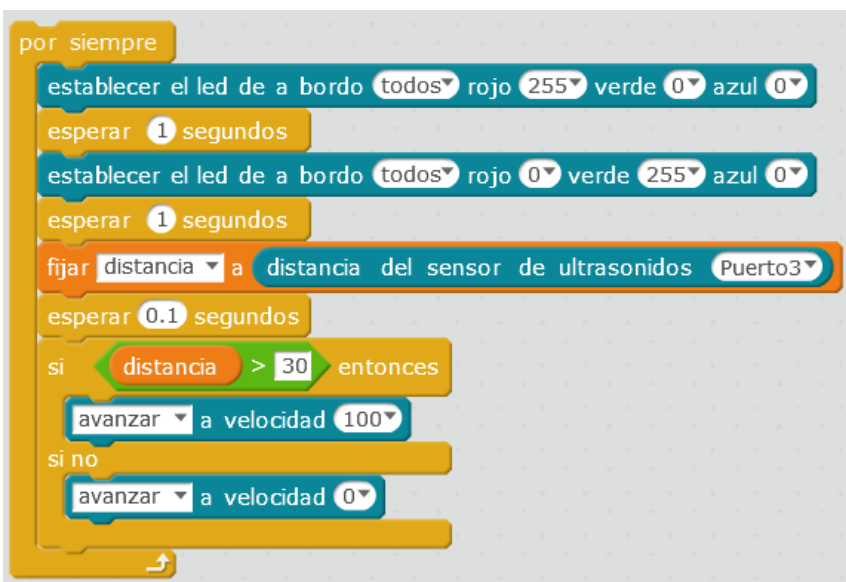 por siempre
establecer el led de a bordo todos rojo 255 verde 0 azul 0
esperar 1 segundos
establecer el led de a bordo todos rojo 0 verde 255 azul 0
esperar 1 segundos
fijar distancia a distancia del sensor de ultrasonidos Puerto3
esperar 0.1 segundos
si distancia > 30 entonces
avanzar a velocidad 100
si no
avanzar a velocidad 0